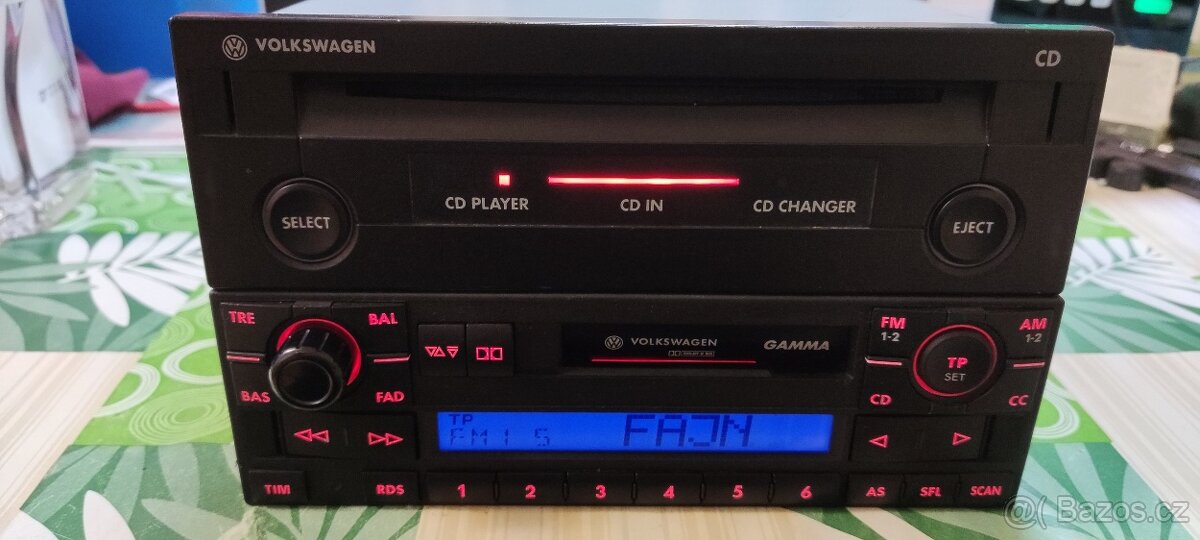 VOLKSWAGEN CD
CD PLAYER CD IN CD CHANGER
SELECT EJECT
TRE BAL
BAS FAD
VOLKSWAGEN GAMMA
FM 1-2 AM 1-2
TP SET
CD CC
TP
FM1 5 FAJN
TIM RDS 1 2 3 4 5 6 AS SFL SCAN
@( Bazos.cz